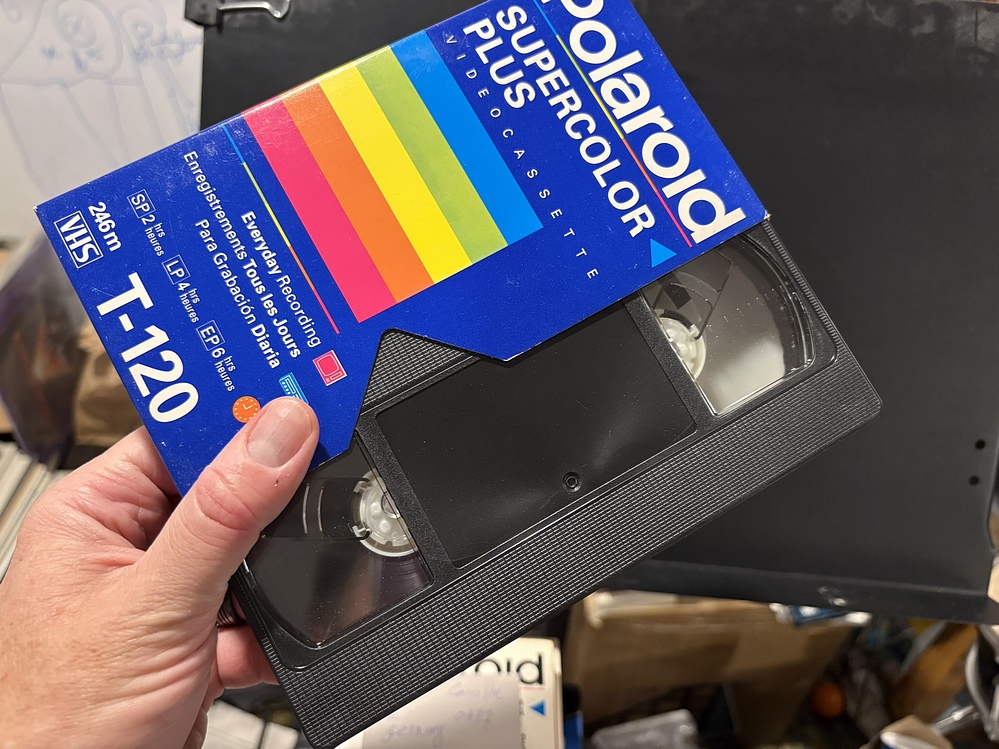 Polaroid
SUPERCOLOR
PLUS
VIDEOCASSETTE
Everyday Recording
Enregistrements Tous les Jours
Para Grabación Diaria
SP 2 hrs heures
LP 4 hrs heures
EP 6 hrs heures
246m
VHS
T-120
oid